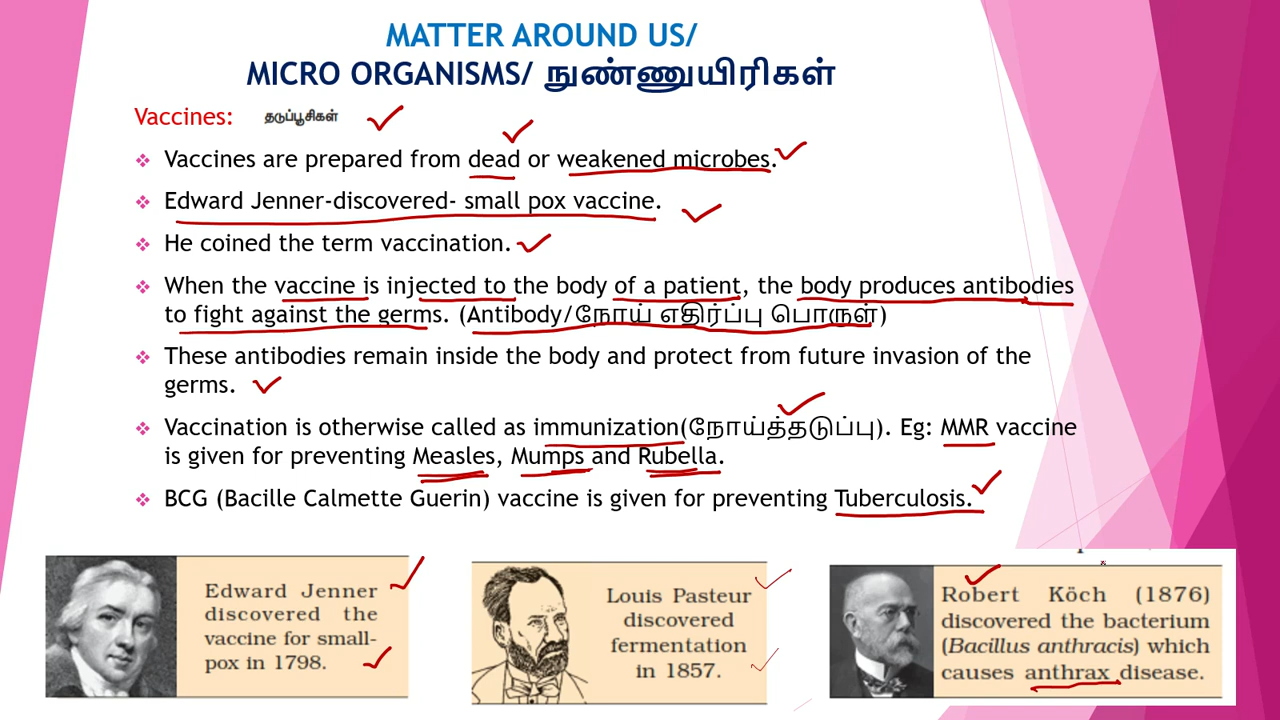 MATTER AROUND US/
MICRO ORGANISMS/ நுண்ணுயிரிகள்
Vaccines: தடுப்பூசிகள்
Vaccines are prepared from dead or weakened microbes.
Edward Jenner-discovered- small pox vaccine.
He coined the term vaccination.
When the vaccine is injected to the body of a patient, the body produces antibodies
to fight against the germs. (Antibody/நோய் எதிர்ப்பு பொருள்)
These antibodies remain inside the body and protect from future invasion of the
germs.
Vaccination is otherwise called as immunization(நோய்த்தடுப்பு). Eg: MMR vaccine
is given for preventing Measles, Mumps and Rubella.
BCG (Bacille Calmette Guerin) vaccine is given for preventing Tuberculosis.
Edward Jenner
discovered the
vaccine for small-
pox in 1798.
Louis Pasteur
discovered
fermentation
in 1857.
Robert Köch (1876)
discovered the bacterium
(Bacillus anthracis) which
causes anthrax disease.